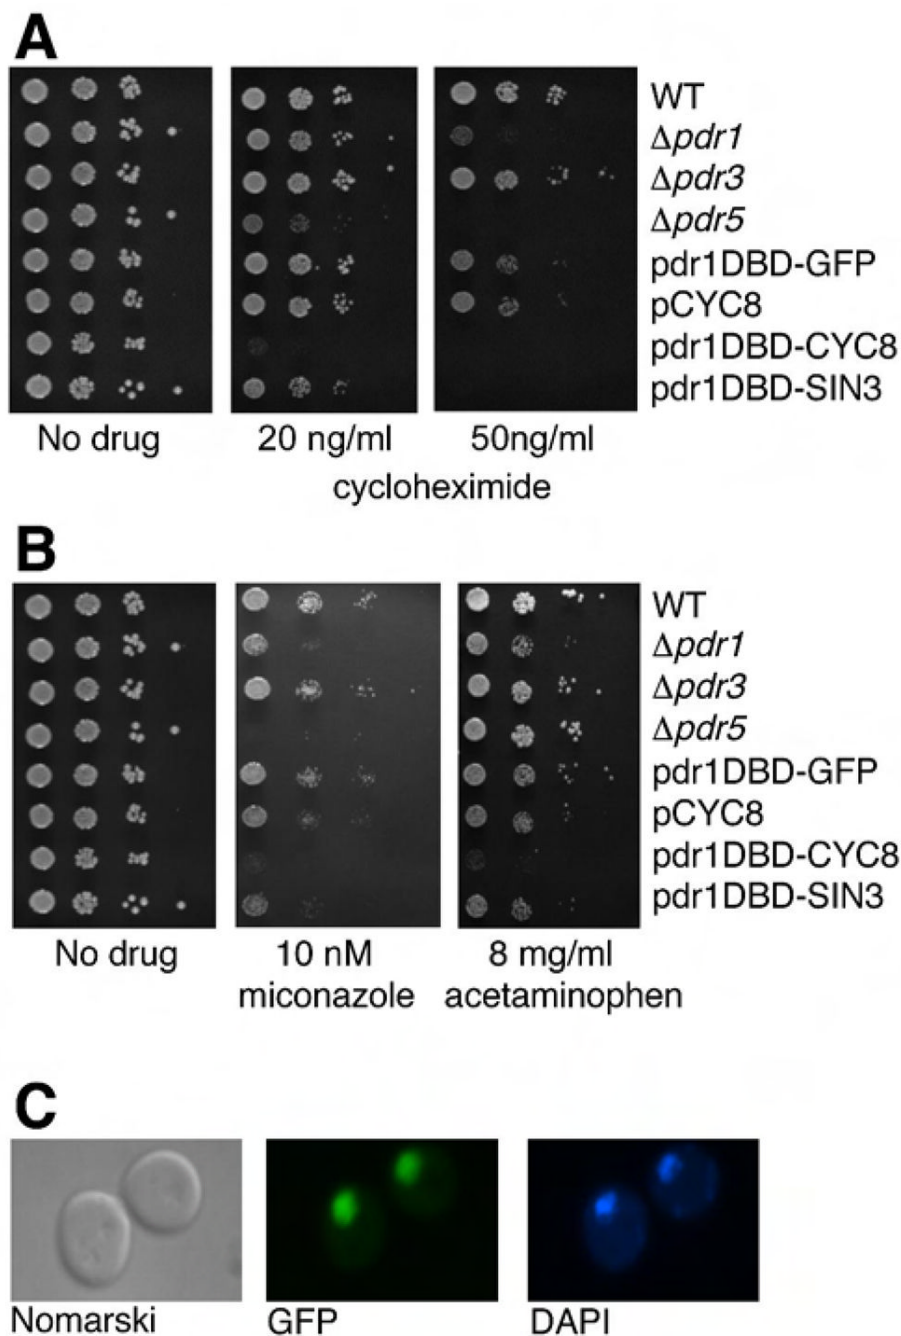 A
WT
Δpdr1
Δpdr3
Δpdr5
pdr1DBD-GFP
pCYC8
pdr1DBD-CYC8
pdr1DBD-SIN3
No drug
20 ng/ml
50ng/ml
cycloheximide
B
WT
Δpdr1
Δpdr3
Δpdr5
pdr1DBD-GFP
pCYC8
pdr1DBD-CYC8
pdr1DBD-SIN3
No drug
10 nM
8 mg/ml
miconazole
acetaminophen
C
Nomarski
GFP
DAPI